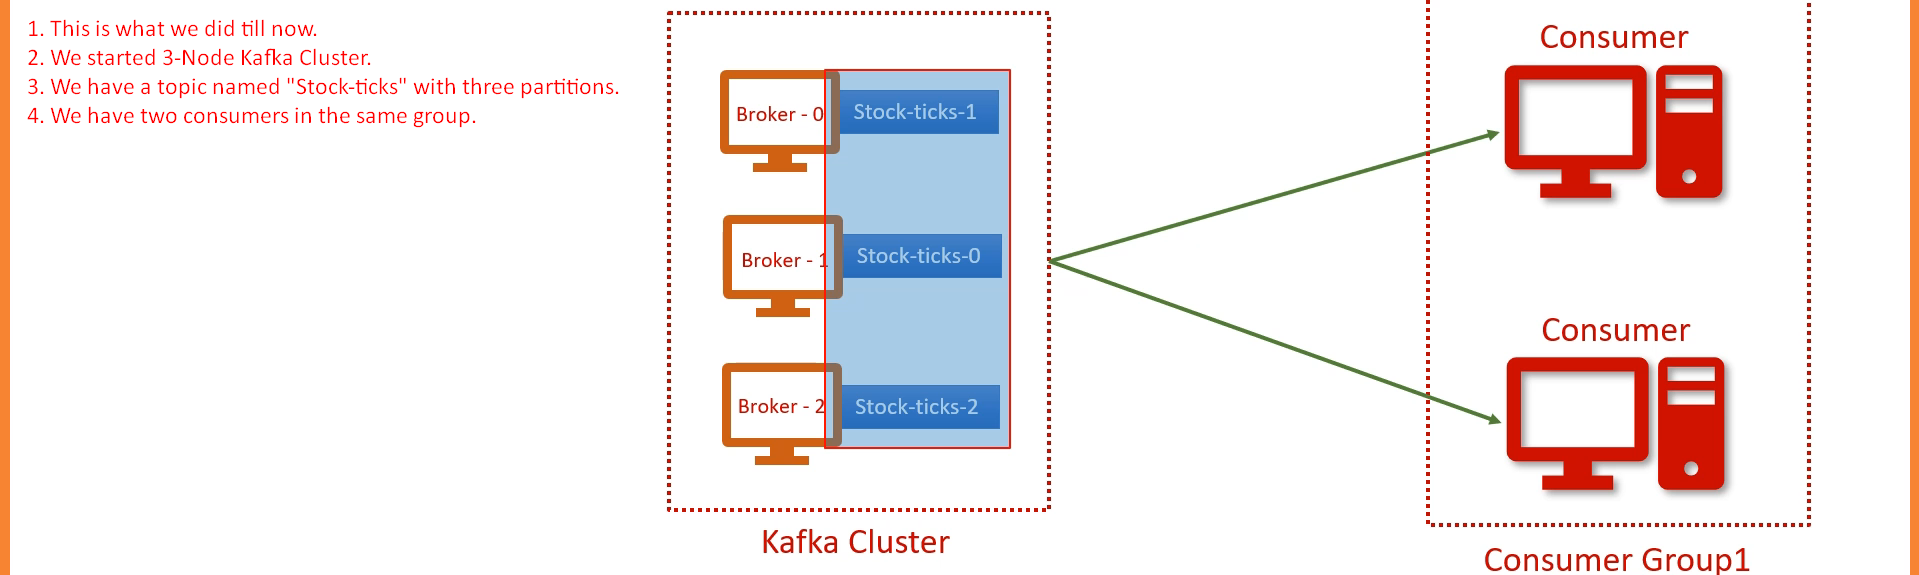 1. This is what we did till now.
2. We started 3-Node Kafka Cluster.
3. We have a topic named "Stock-ticks" with three partitions.
4. We have two consumers in the same group.
Broker - 0
Stock-ticks-1
Broker - 1
Stock-ticks-0
Broker - 2
Stock-ticks-2
Kafka Cluster
Consumer
Consumer
Consumer Group1